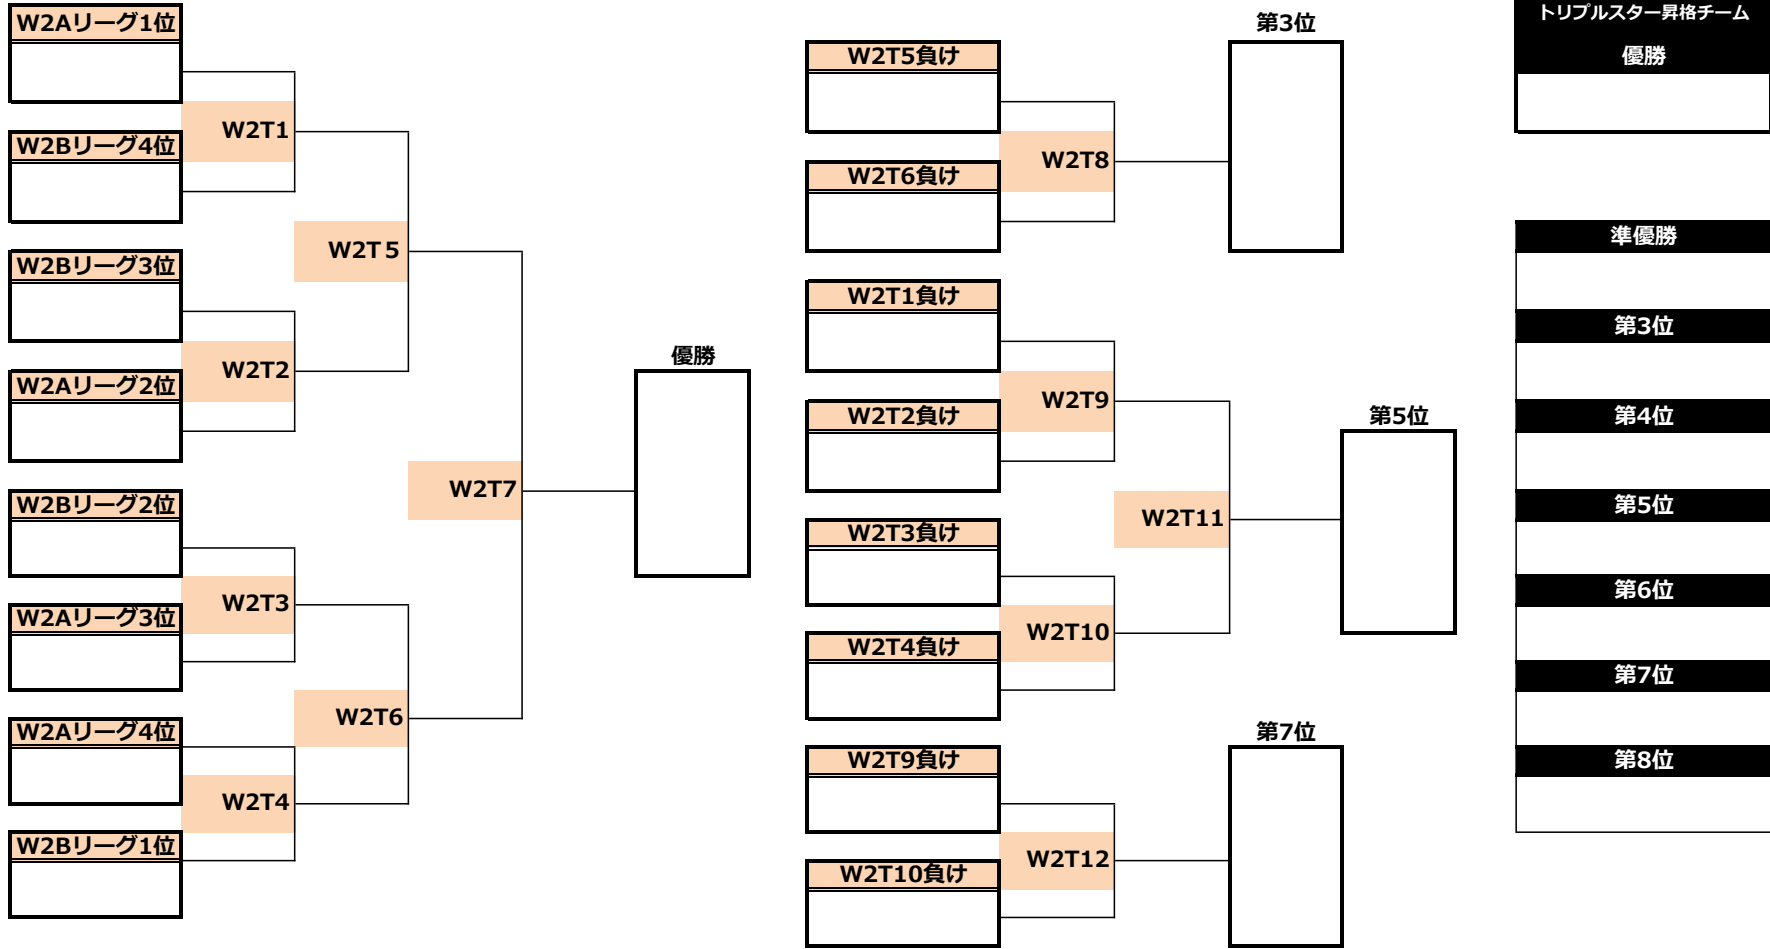 W2Aリーグ1位
W2T1
W2Bリーグ4位
W2T5
W2Bリーグ3位
W2T2
W2Aリーグ2位
優勝
W2T7
W2Bリーグ2位
W2T3
W2Aリーグ3位
W2T6
W2Aリーグ4位
W2T4
W2Bリーグ1位
第3位
W2T5負け
W2T8
W2T6負け
W2T1負け
W2T9
W2T2負け
第5位
W2T11
W2T3負け
W2T10
W2T4負け
第7位
W2T9負け
W2T12
W2T10負け
トリプルスター昇格チーム
優勝
準優勝
第3位
第4位
第5位
第6位
第7位
第8位